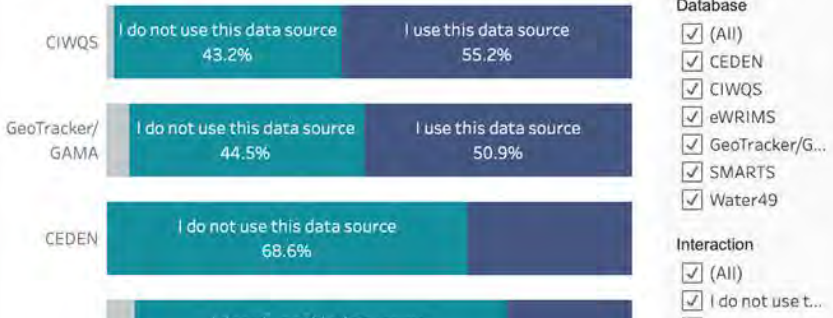 Database
I do not use this data source
I use this data source
CIWQS
43.2%
55.2%
(All)
CEDEN
CIWQS
eWRIMS
GeoTracker/G...
SMARTS
Water49
GeoTracker/
GAMA
I do not use this data source
I use this data source
44.5%
50.9%
CEDEN
I do not use this data source
68.6%
Interaction
(All)
I do not use t...